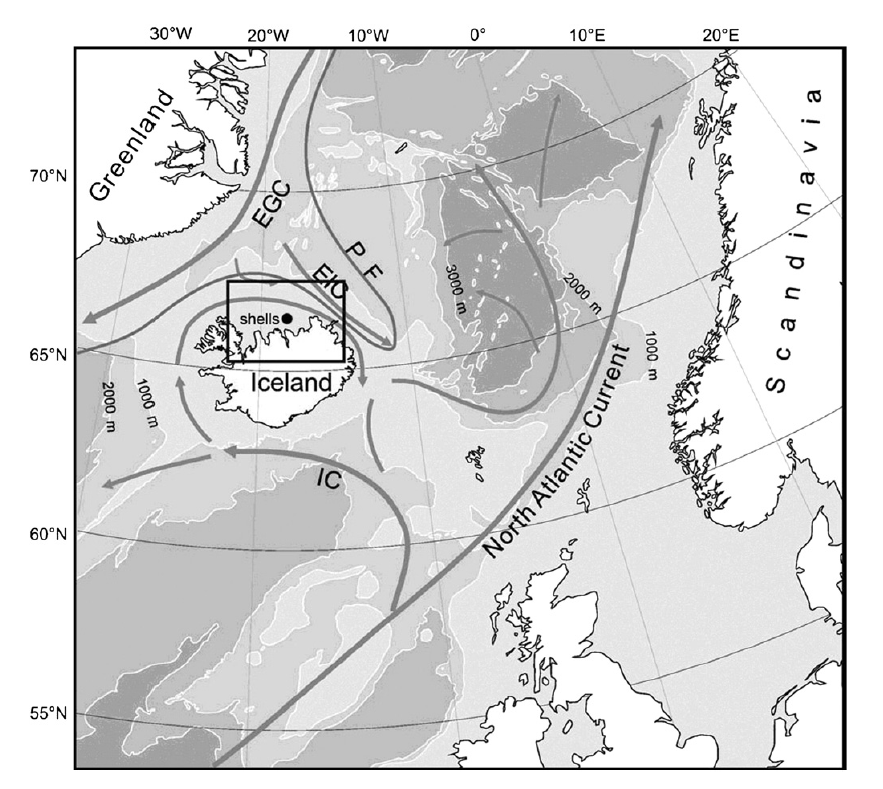 30°W 20°W 10°W 0° 10°E 20°E
70°N
65°N
60°N
55°N
Greenland
Scandinavia
EGC
P F
EIC
shells
Iceland
3000 m
2000 m
1000 m
2000 m
1000 m
North Atlantic Current
IC